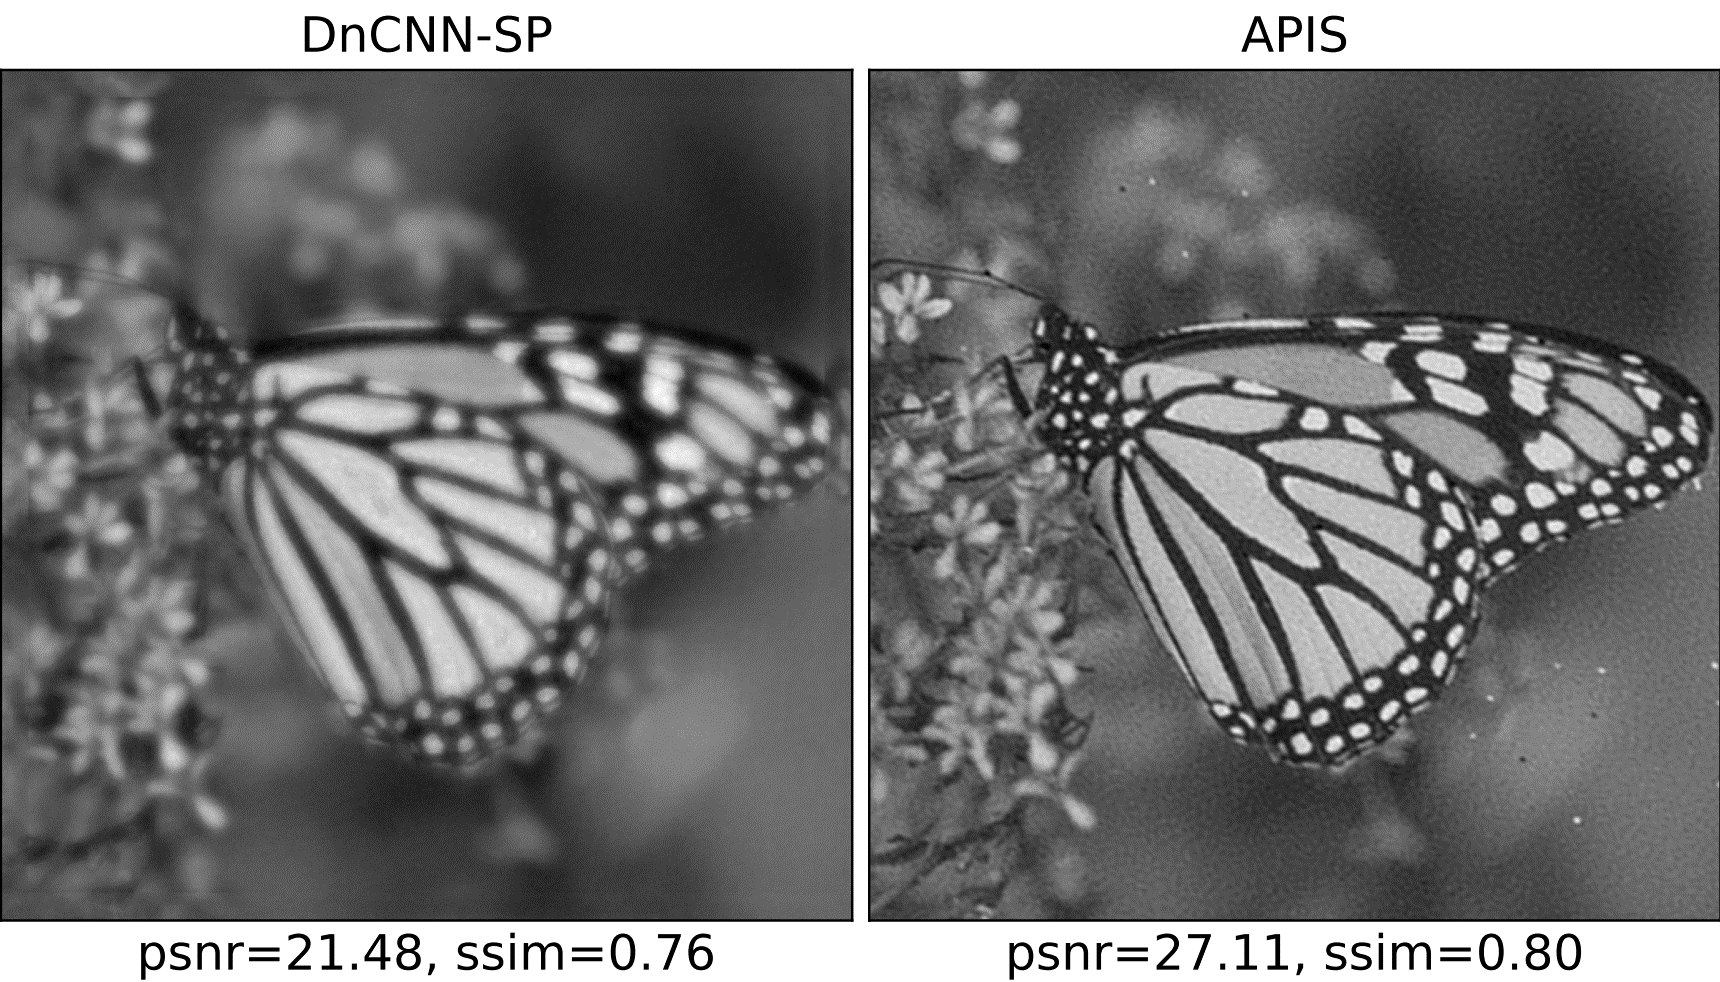 DnCNN-SP
APIS
psnr=21.48, ssim=0.76
psnr=27.11, ssim=0.80